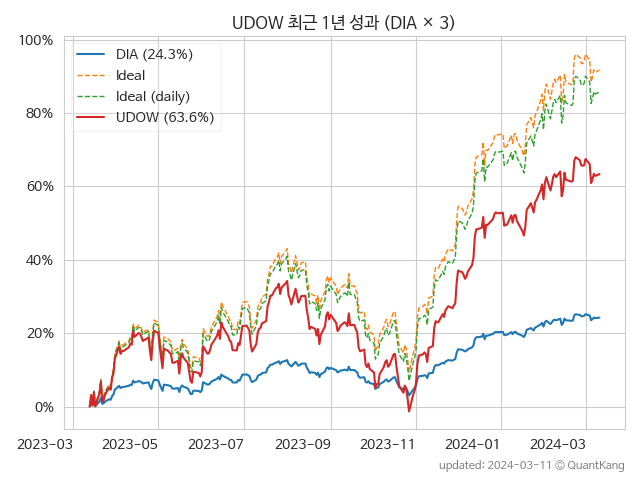 UDOW 최근 1년 성과 (DIA × 3)
100%
80%
60%
40%
20%
0%
DIA (24.3%)
Ideal
Ideal (daily)
UDOW (63.6%)
2023-03
2023-05
2023-07
2023-09
2023-11
2024-01
2024-03
updated: 2024-03-11 © QuantKang